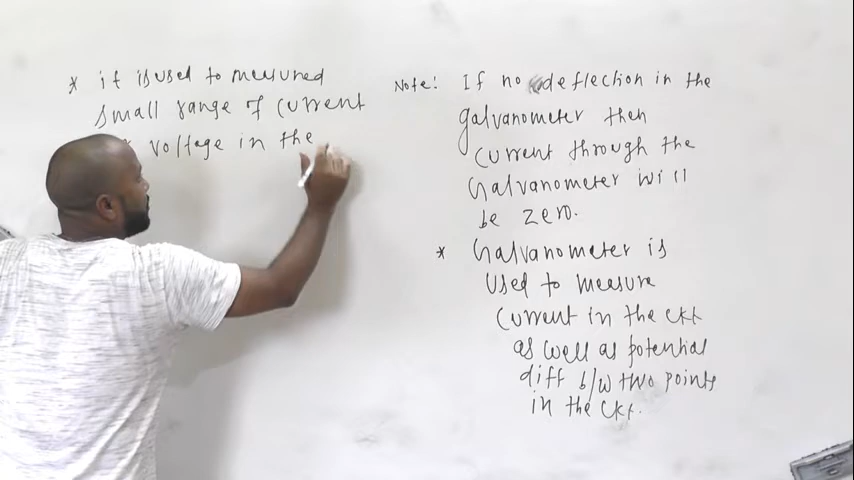 * it is used to measured
small range of current
voltage in the
Note: If no deflection in the
galvanometer then
current through the
Galvanometer will
be zero.
* Galvanometer is
used to measure
current in the ckt
as well as potential
diff b/w two points
in the ckt.